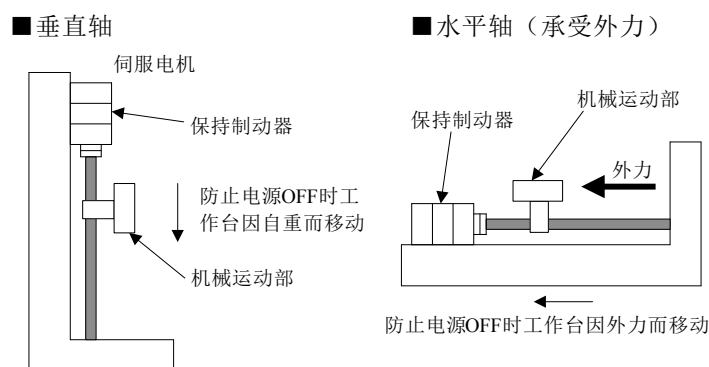 ■垂直轴
伺服电机
保持制动器
防止电源OFF时工
作台因自重而移动
机械运动部
■水平轴（承受外力）
机械运动部
保持制动器
外力
防止电源OFF时工作台因外力而移动